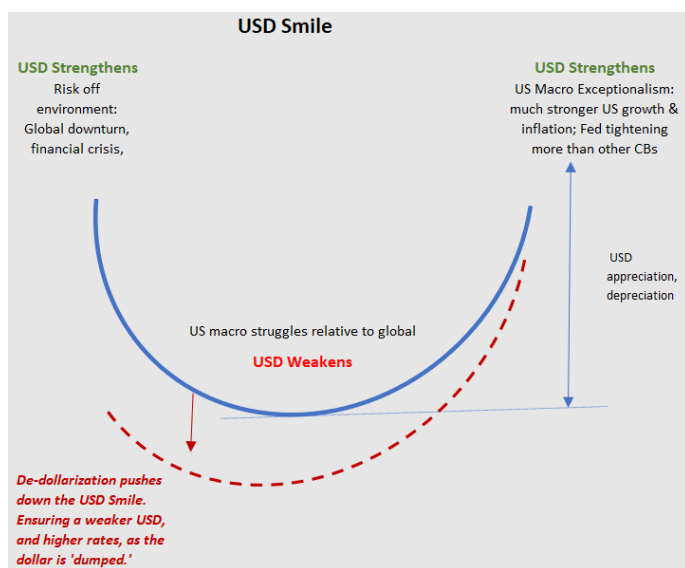 USD Smile
USD Strengthens
Risk off
environment:
Global downturn,
financial crisis,
USD Strengthens
US Macro Exceptionalism:
much stronger US growth &
inflation; Fed tightening
more than other CBs
USD
appreciation,
depreciation
US macro struggles relative to global
USD Weakens
De-dollarization pushes
down the USD Smile.
Ensuring a weaker USD,
and higher rates, as the
dollar is 'dumped.'